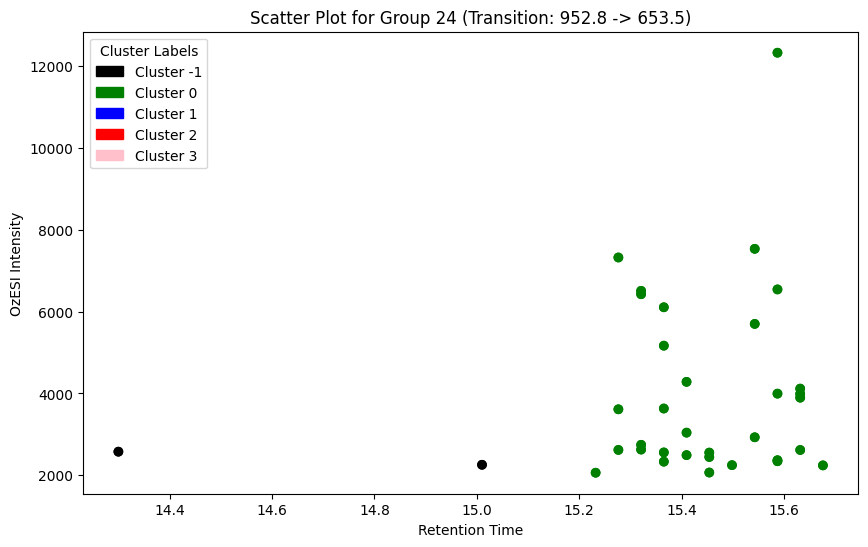 Scatter Plot for Group 24 (Transition: 952.8 -> 653.5)
Cluster Labels
Cluster -1
Cluster 0
Cluster 1
Cluster 2
Cluster 3
12000
10000
8000
6000
4000
2000
OzESI Intensity
14.4 14.6 14.8 15.0 15.2 15.4 15.6
Retention Time